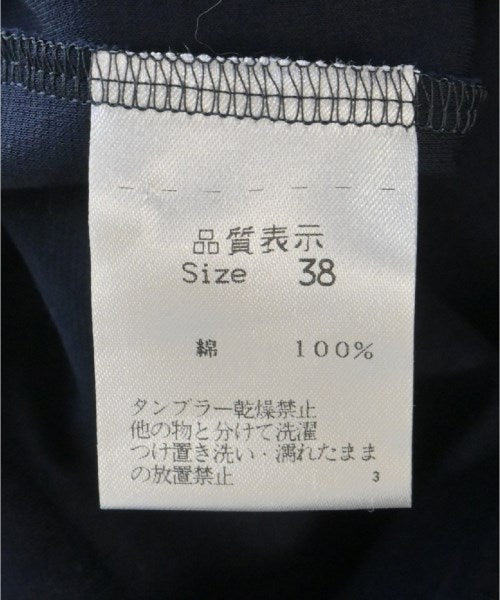 品質表示
Size 38
綿 100%
タンブラー乾燥禁止
他の物と分けて洗濯
つけ置き洗い・濡れたまま
の放置禁止 3